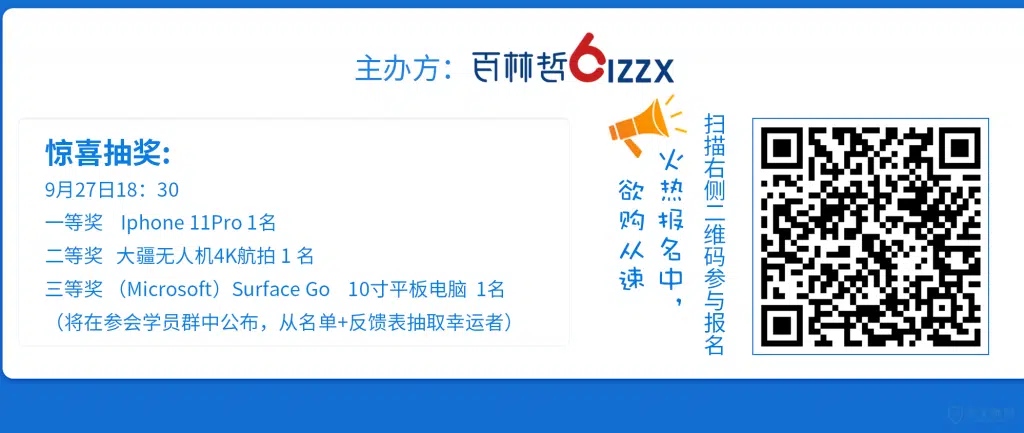 主办方：百林哲6izzx
惊喜抽奖:
9月27日18：30
一等奖 Iphone 11Pro 1名
二等奖 大疆无人机4K航拍 1 名
三等奖 （Microsoft）Surface Go 10寸平板电脑 1名
（将在参会学员群中公布，从名单+反馈表抽取幸运者）
火热报名中，
欲购从速
扫描右侧二维码参与报名